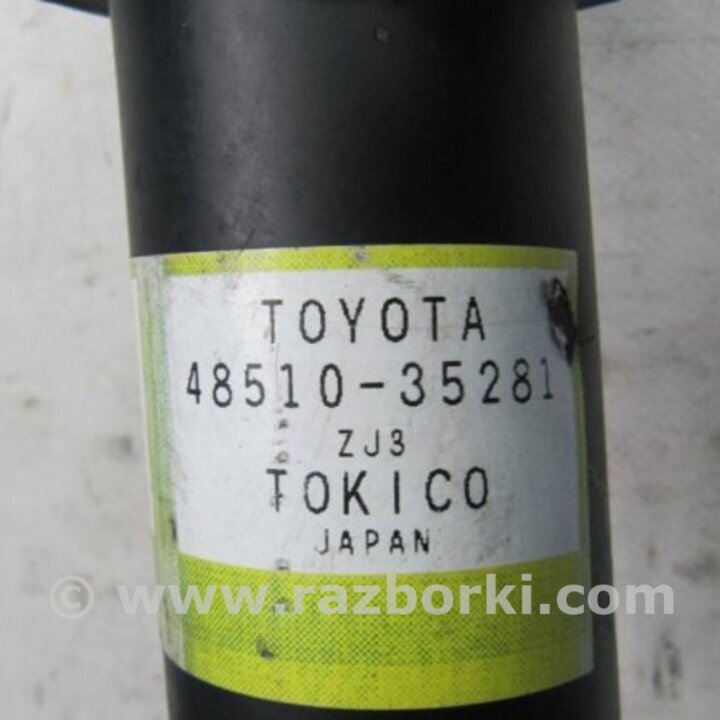 TOYOTA
48510-35281
ZJ3
TOKICO
JAPAN
© www.razborki.com